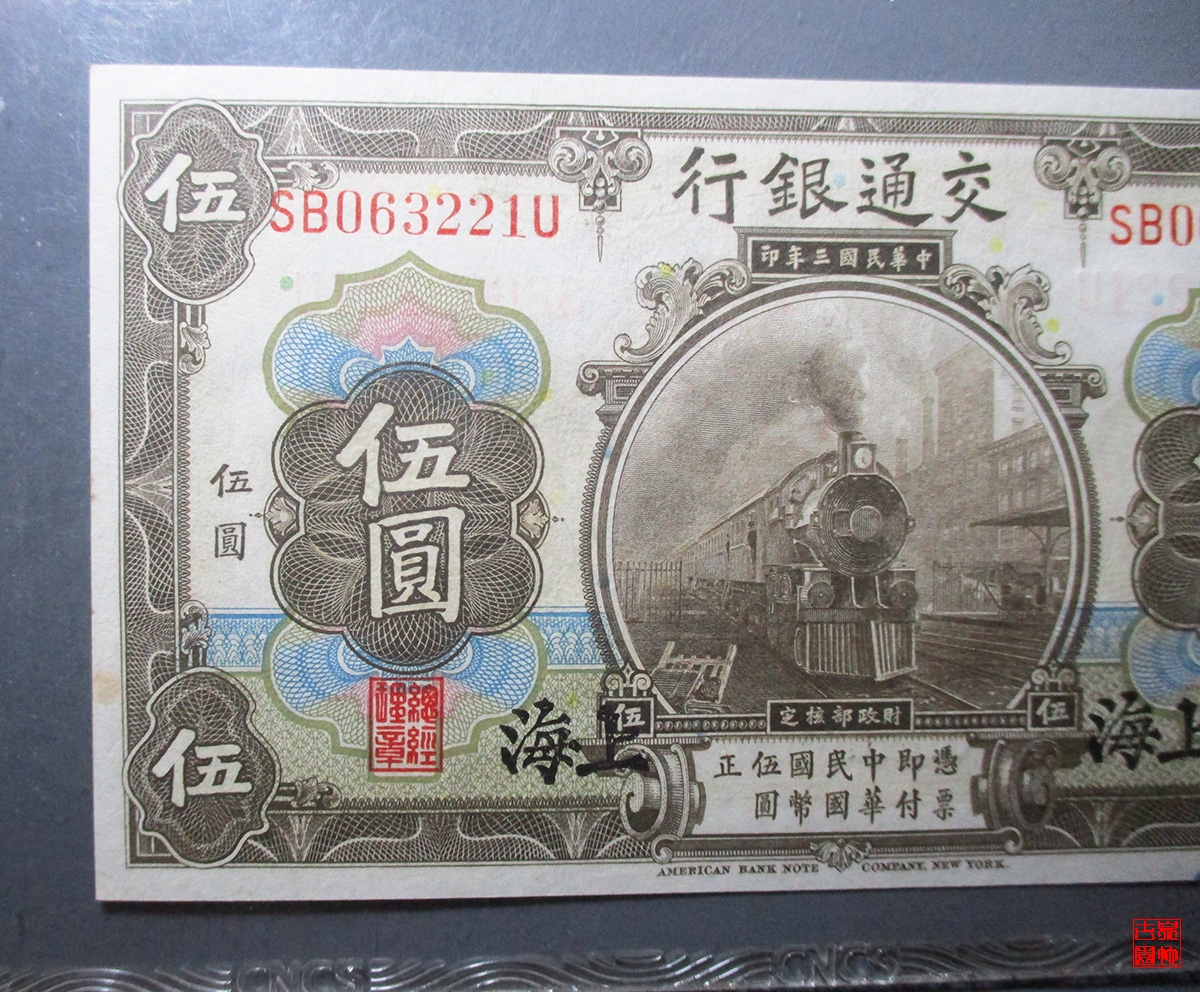 行銀通交
印年三國民華中
伍
SB063221U
SB0
伍圓
伍圓
伍
伍
伍
定核部政財
總經理章
上海
上海
憑票即付中華民國國幣伍圓正
AMERICAN BANK NOTE COMPANY, NEW YORK.
CNCS